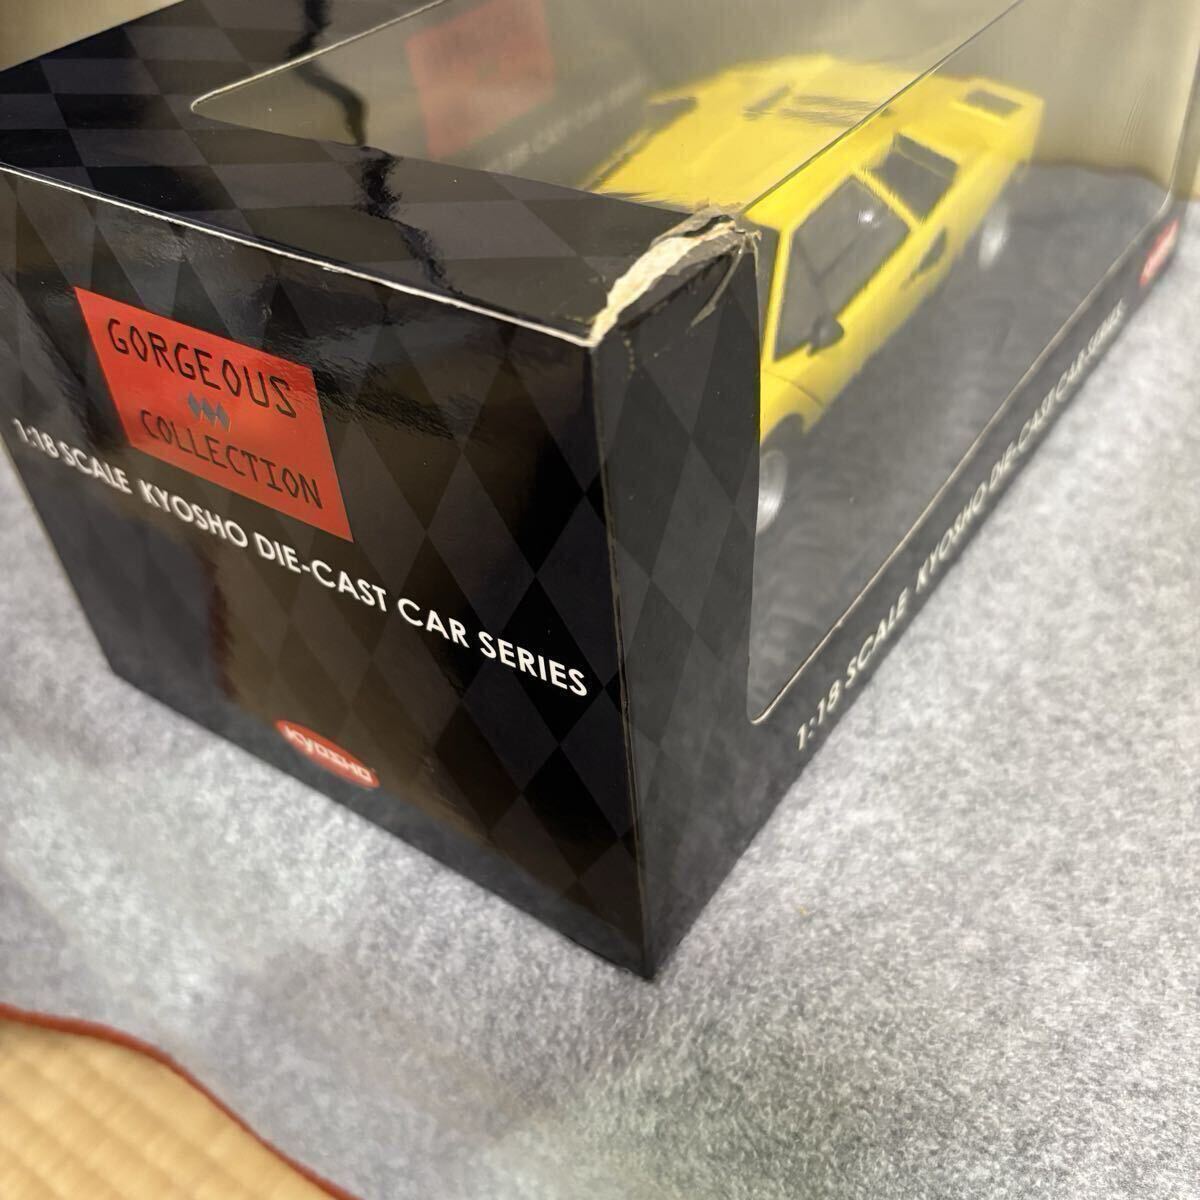 GORGEOUS
COLLECTION
1:18 SCALE KYOSHO DIE-CAST CAR SERIES
KYOSHO
1:18 SCALE KYOSHO DIE-CAST CAR SERIES